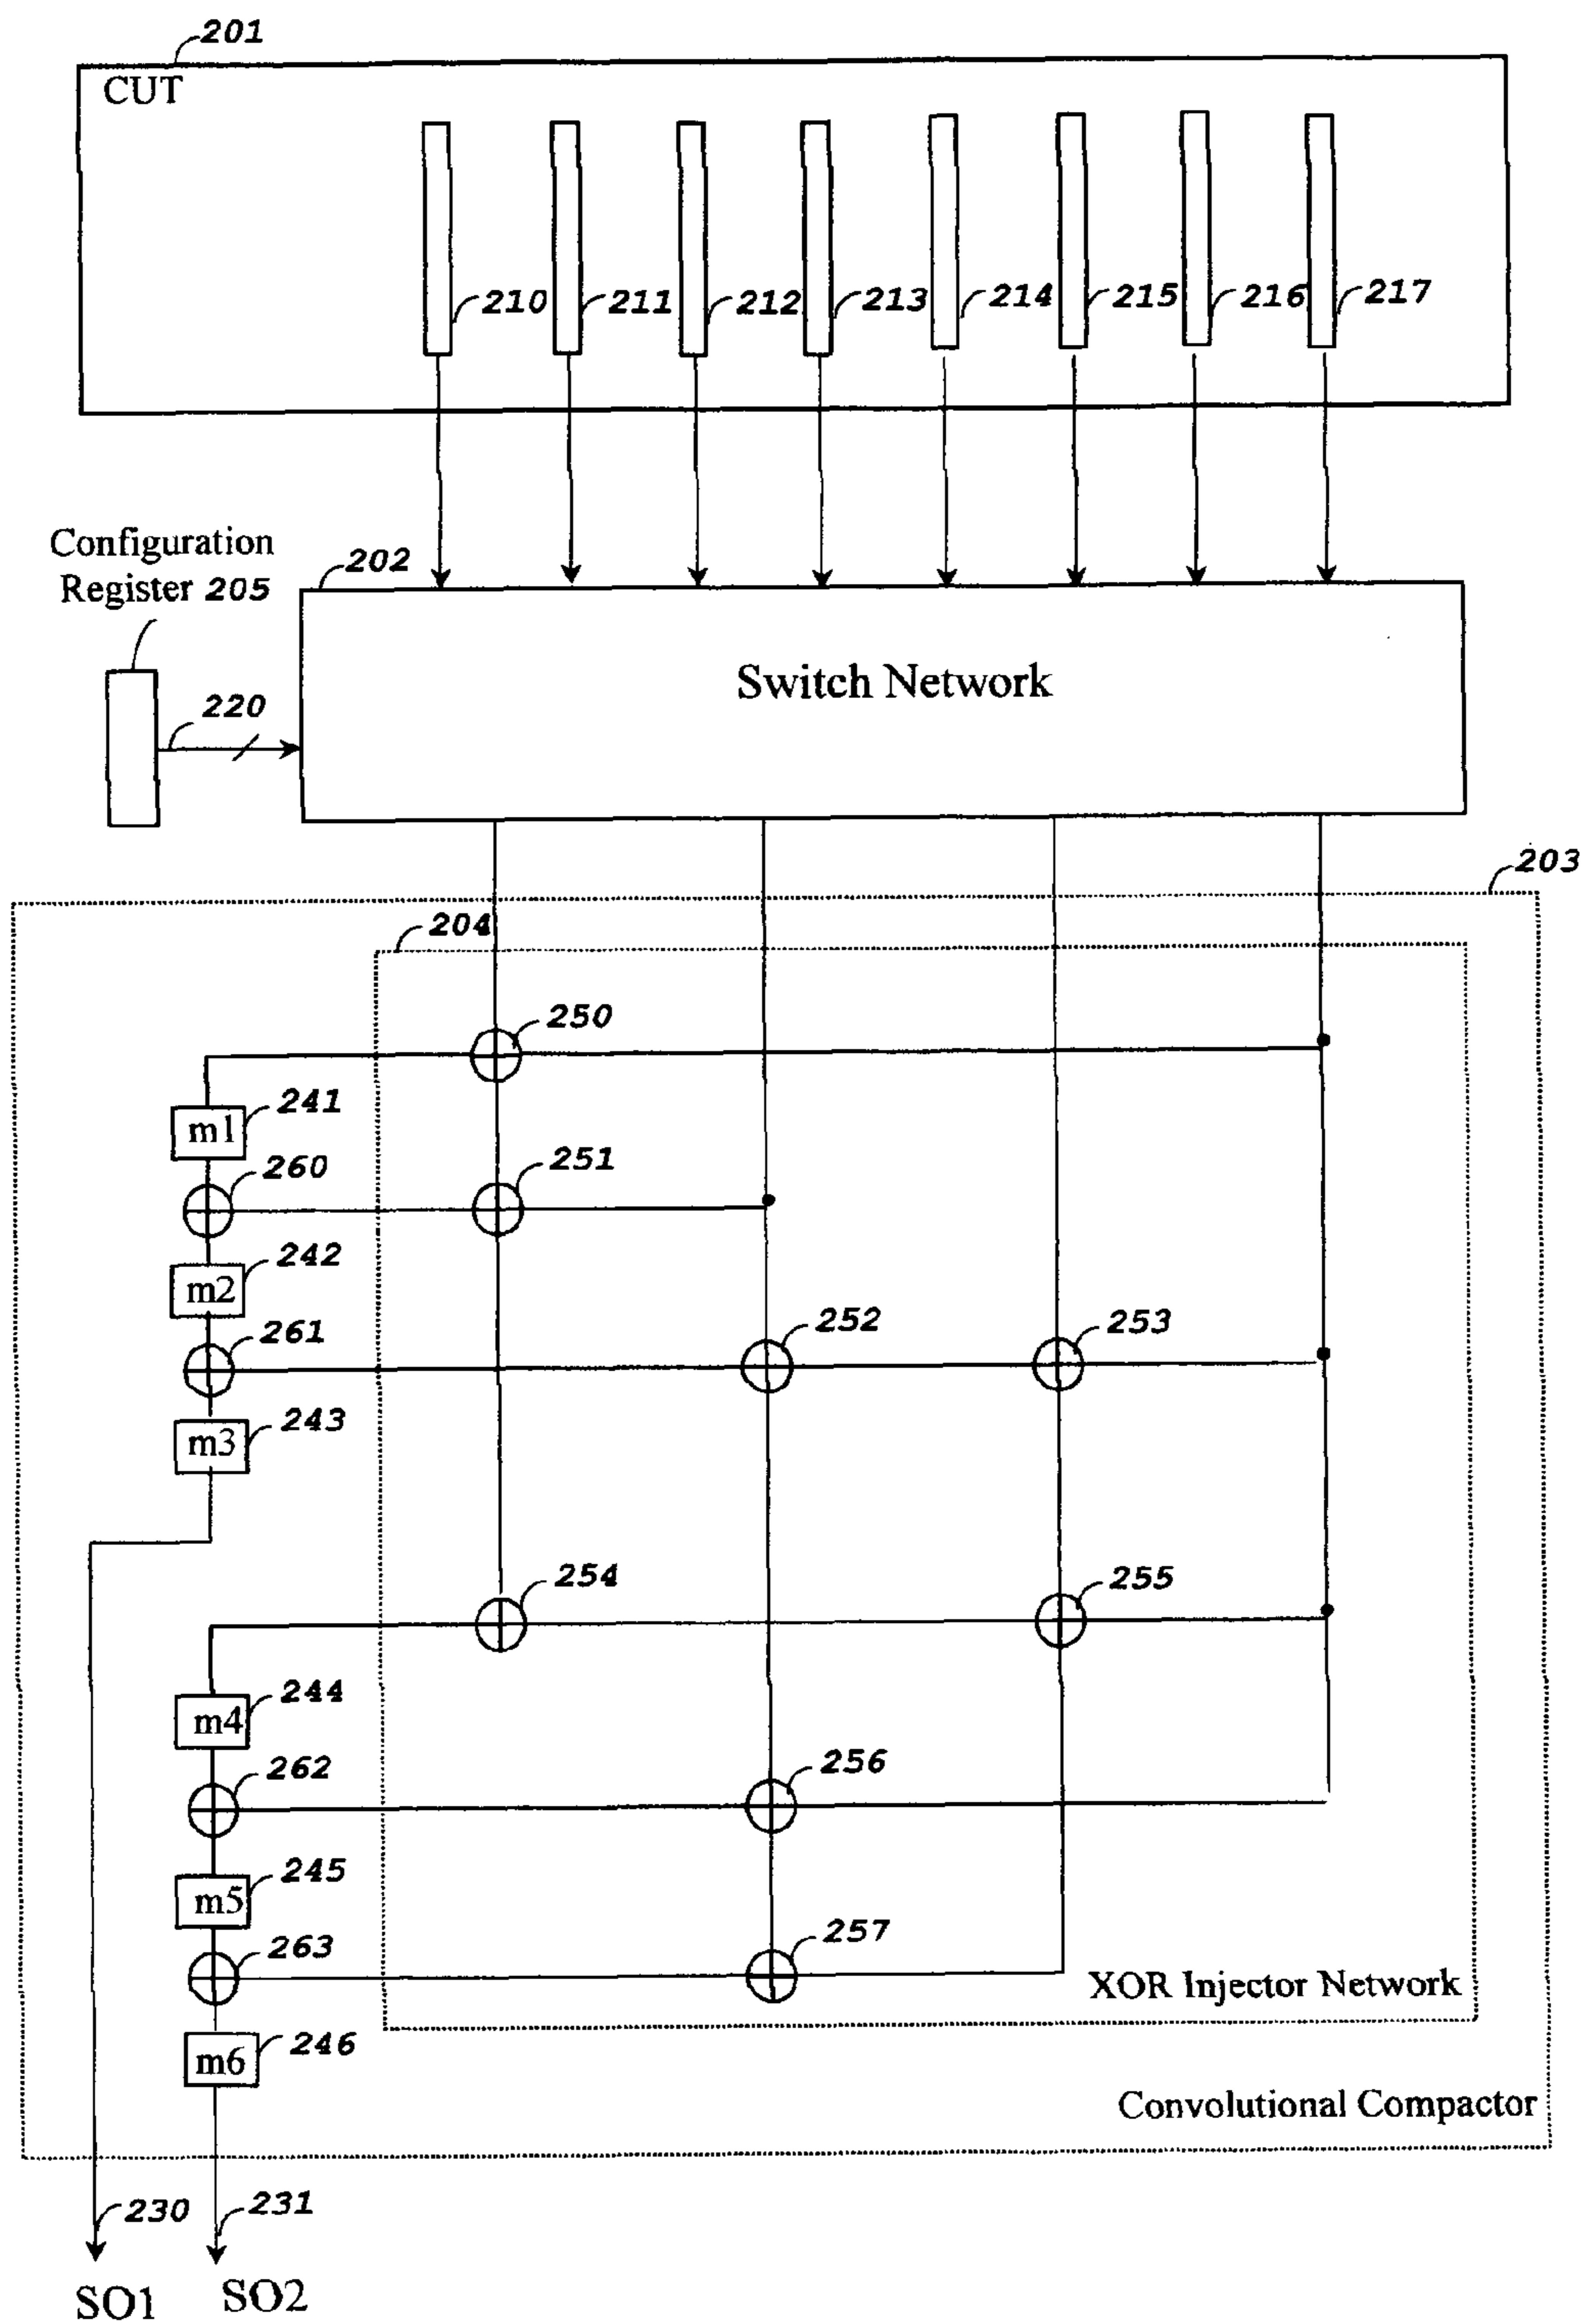 201
CUT
210
211
212
213
214
215
216
217
Configuration
Register 205
202
220
Switch Network
203
204
250
241
m1
260
251
242
m2
261
252
253
243
m3
254
255
244
m4
262
256
245
m5
263
257
XOR Injector Network
246
m6
Convolutional Compactor
230
231
SO1
SO2